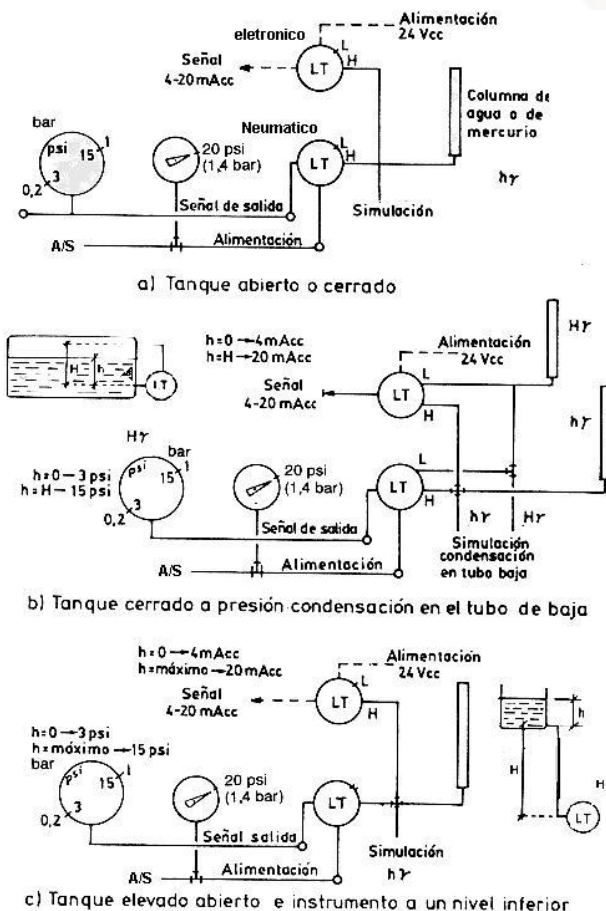 Alimentación
24 Vcc
eletronico
L
H
LT
Señal
4-20 mAcc
Columna de
agua o de
mercurio
bar
psi
15
1
0,2
3
20 psi
(1,4 bar)
Neumatico
L
H
LT
Señal de salida
Simulación
hγ
A/S
Alimentación
a) Tanque abierto o cerrado
h=0→4mAcc
h=H→20 mAcc
Alimentación
24 Vcc
Hγ
Señal
4-20 mAcc
LT
L
H
H
h
LT
hγ
Hγ
bar
psi
15
1
0,2
3
h=0—3 psi
h=H—15 psi
20 psi
(1,4 bar)
L
LT
H
Señal de salida
hγ
Hγ
Simulación
condensación
en tubo baja
A/S
Alimentación
b) Tanque cerrado a presión condensación en el tubo de baja
h=0→4mAcc
h=máximo→20mAcc
Alimentación
24 Vcc
L
H
LT
Señal
4-20 mAcc
h
H
H
LT
h=0→3psi
h=máximo→15 psi
bar
psi
15
1
0,2
3
20 psi
(1,4 bar)
LT
Señal salida
Simulación
hγ
A/S
Alimentación
c) Tanque elevado abierto e instrumento a un nivel inferior